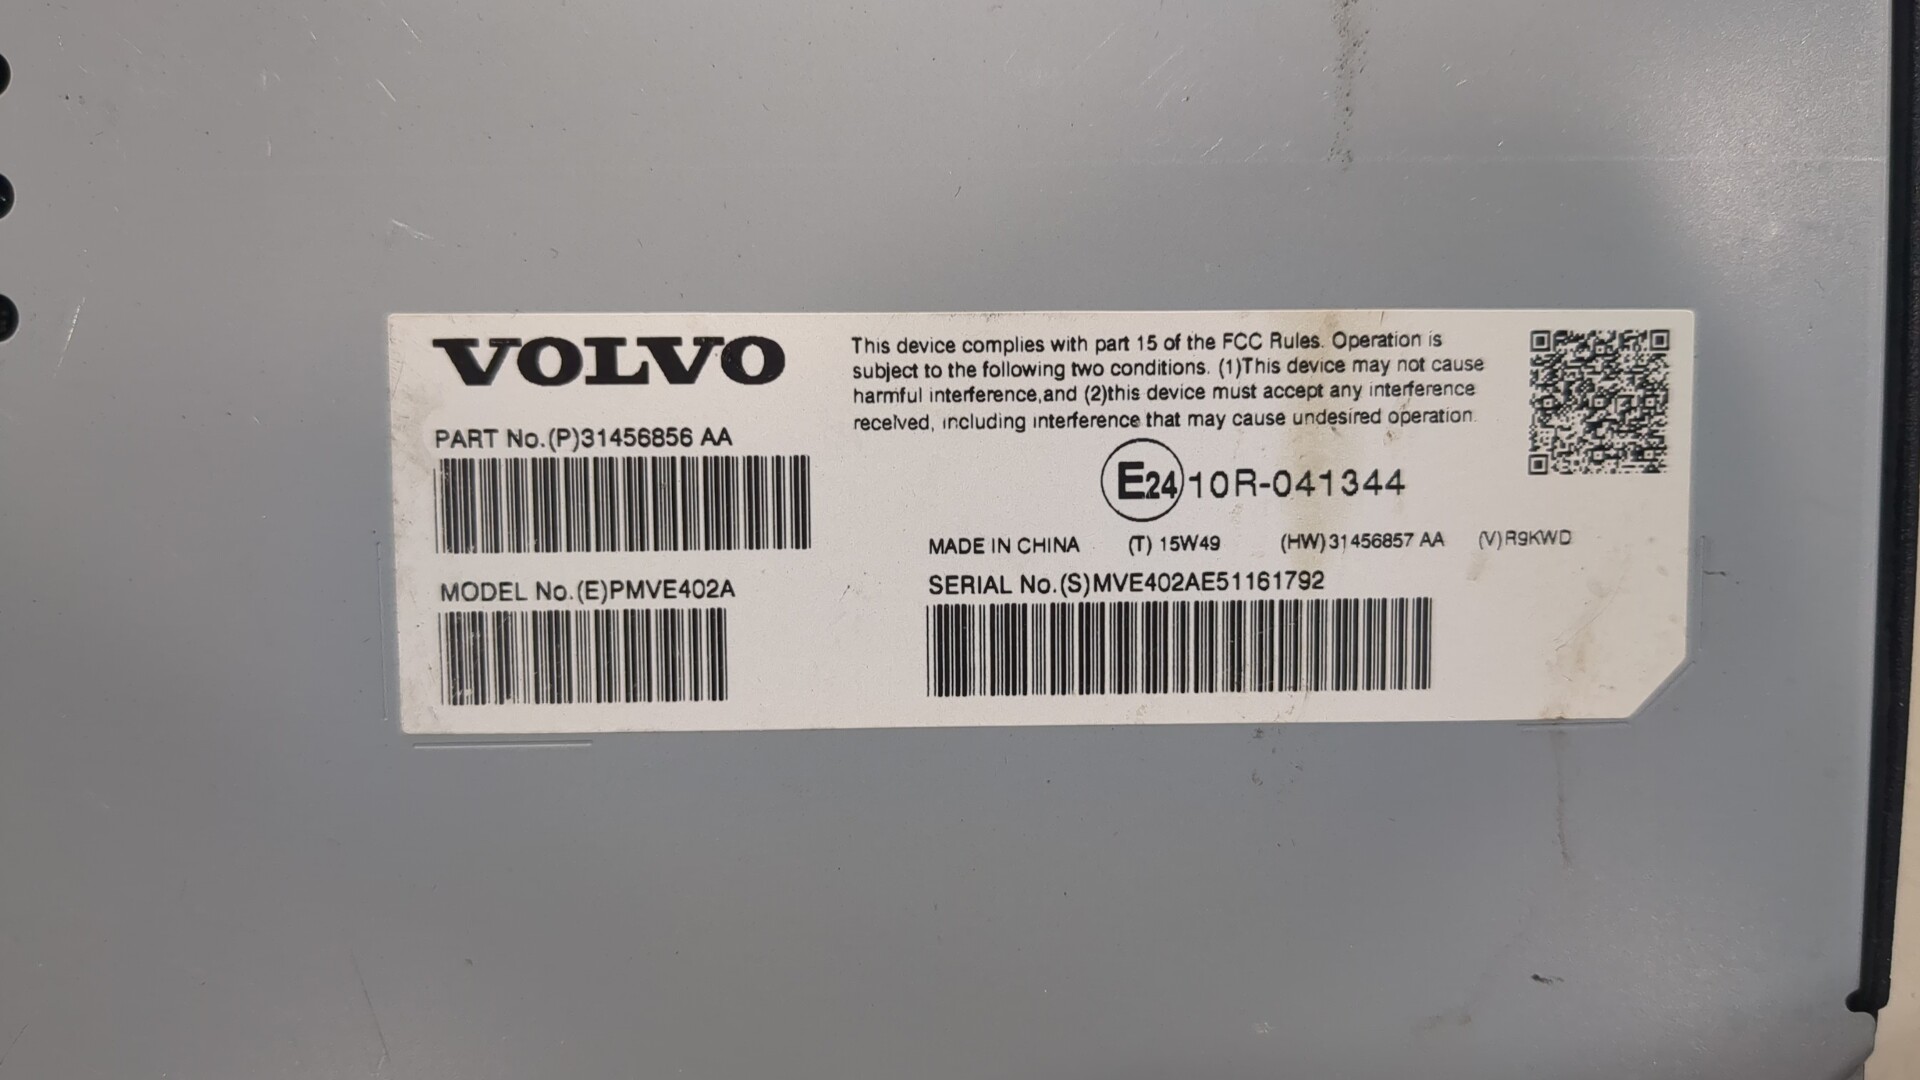 VOLVO
This device complies with part 15 of the FCC Rules. Operation is
subject to the following two conditions. (1)This device may not cause
harmful interference,and (2)this device must accept any interference
received, including interference that may cause undesired operation.
PART No.(P)31456856 AA
E24 10R-041344
MADE IN CHINA (T) 15W49 (HW)31456857 AA (V)R9KWD
MODEL No.(E)PMVE402A
SERIAL No.(S)MVE402AE51161792